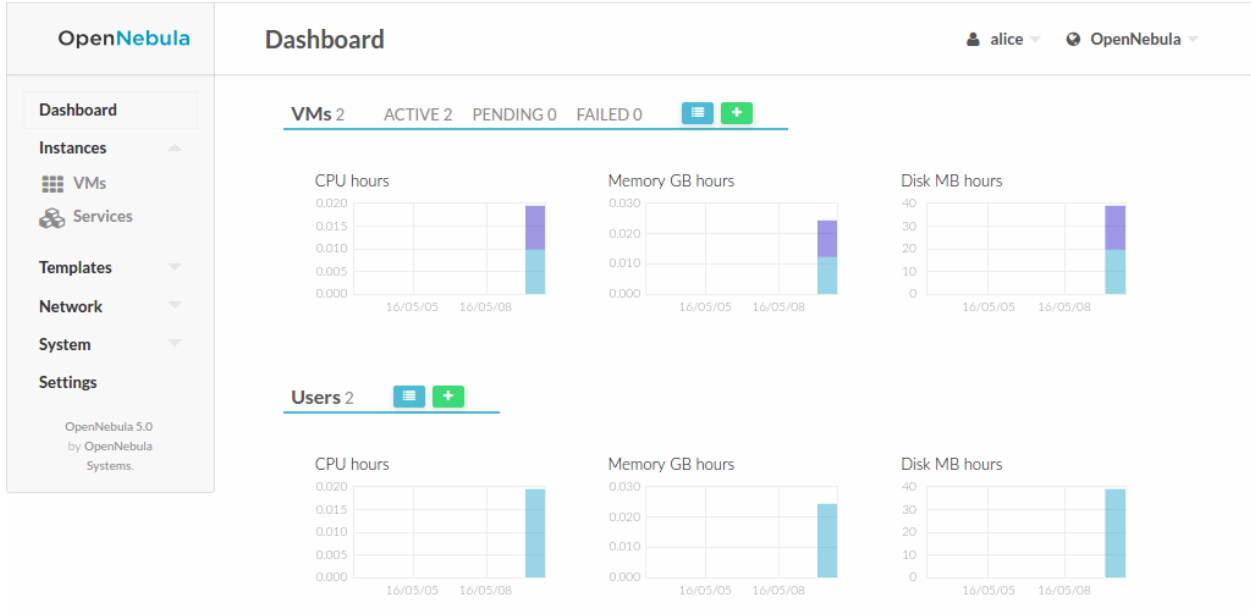 OpenNebula
Dashboard
alice
OpenNebula
Dashboard
Instances
VMs
Services
Templates
Network
System
Settings
OpenNebula 5.0
by OpenNebula
Systems.
VMs 2 ACTIVE 2 PENDING 0 FAILED 0
CPU hours
0.020
0.015
0.010
0.005
0.000
16/05/05 16/05/08
Memory GB hours
0.030
0.020
0.010
0.000
16/05/05 16/05/08
Disk MB hours
40
30
20
10
0
16/05/05 16/05/08
Users 2
CPU hours
0.020
0.015
0.010
0.005
0.000
16/05/05 16/05/08
Memory GB hours
0.030
0.020
0.010
0.000
16/05/05 16/05/08
Disk MB hours
40
30
20
10
0
16/05/05 16/05/08